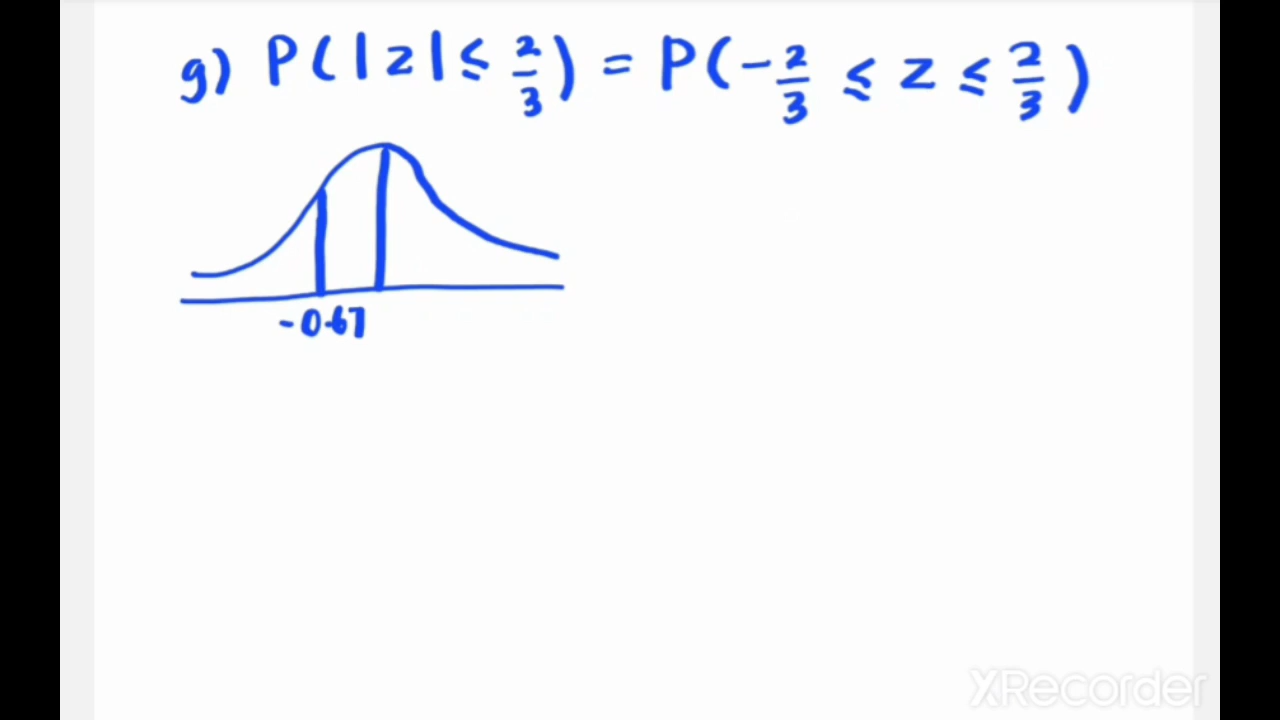 g) P(|z| ≤ 2/3) = P(-2/3 ≤ z ≤ 2/3)
-0.67
XRecorder